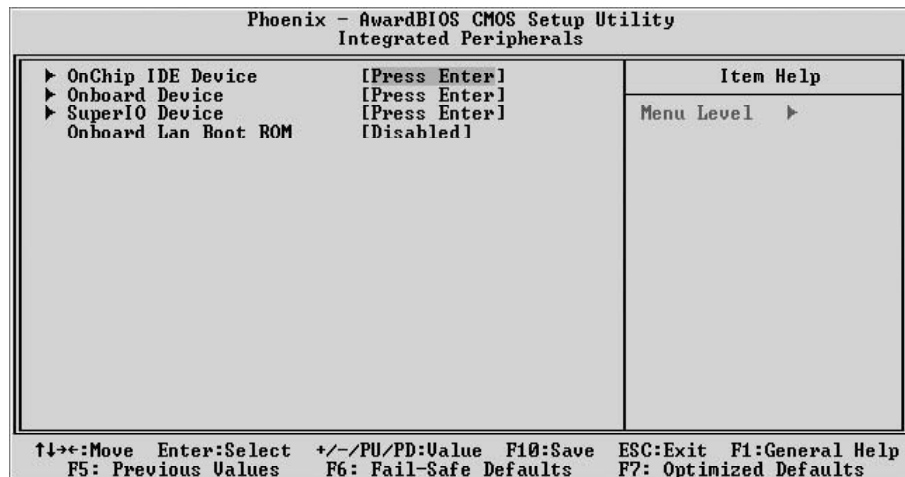 Phoenix - AwardBIOS CMOS Setup Utility
Integrated Peripherals
▶ OnChip IDE Device [Press Enter]
▶ Onboard Device [Press Enter]
▶ SuperIO Device [Press Enter]
Onboard Lan Boot ROM [Disabled]
Item Help
Menu Level ▶
↑↓→←:Move Enter:Select +/-/PU/PD:Value F10:Save ESC:Exit F1:General Help
F5: Previous Values F6: Fail-Safe Defaults F7: Optimized Defaults